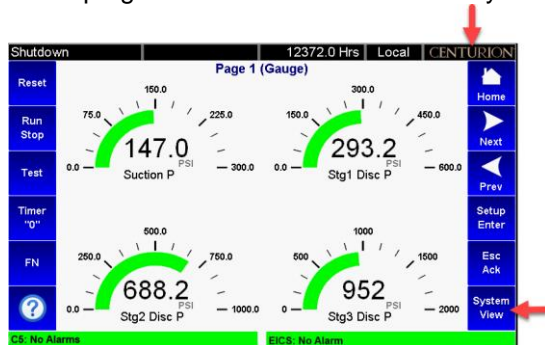 Shutdown 12372.0 Hrs Local CENTURION
Page 1 (Gauge)
Reset
Run
Stop
Test
Timer
"0"
FN
?
0.0 75.0 150.0 225.0 300.0
147.0
PSI
Suction P
0.0 150.0 300.0 450.0 600.0
293.2
PSI
Stg1 Disc P
0.0 250.0 500.0 750.0 1000.0
688.2
PSI
Stg2 Disc P
0 500 1000 1500 2000
952
PSI
Stg3 Disc P
Home
Next
Prev
Setup
Enter
Esc
Ack
System
View
C5: No Alarms
EICS: No Alarm